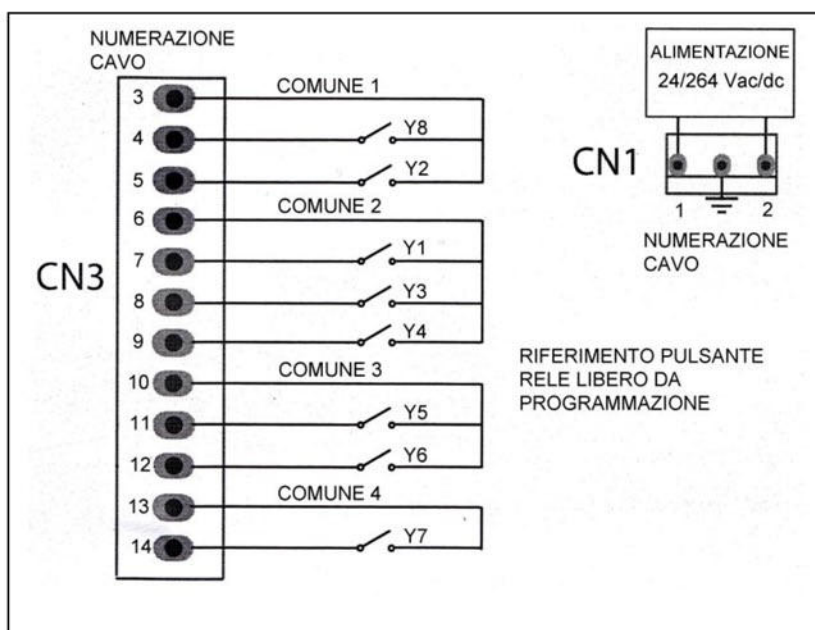 NUMERAZIONE
CAVO
3
COMUNE 1
4
Y8
5
Y2
6
COMUNE 2
7
Y1
8
Y3
9
Y4
10
COMUNE 3
11
Y5
12
Y6
13
COMUNE 4
14
Y7
CN3
ALIMENTAZIONE
24/264 Vac/dc
CN1
1 2
NUMERAZIONE
CAVO
RIFERIMENTO PULSANTE
RELE LIBERO DA
PROGRAMMAZIONE